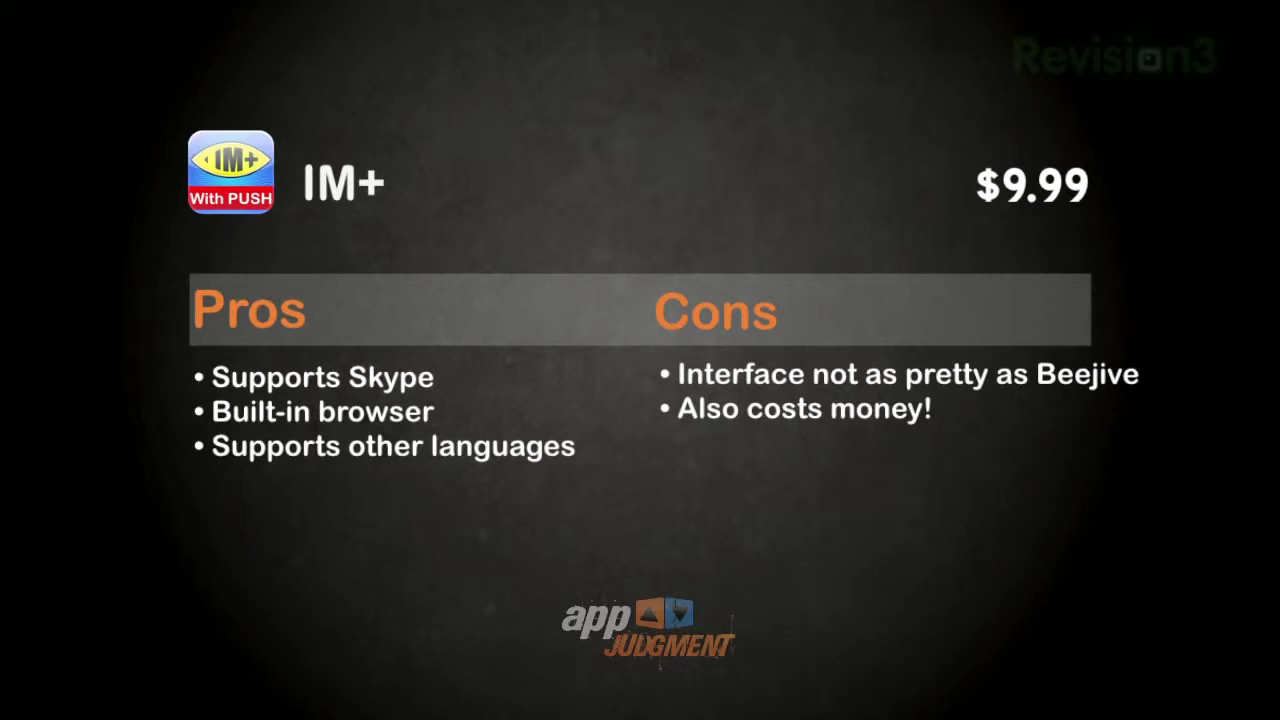 Revision3
IM+
With PUSH
IM+
$9.99
Pros
Cons
• Supports Skype
• Built-in browser
• Supports other languages
• Interface not as pretty as Beejive
• Also costs money!
app
JUDGMENT